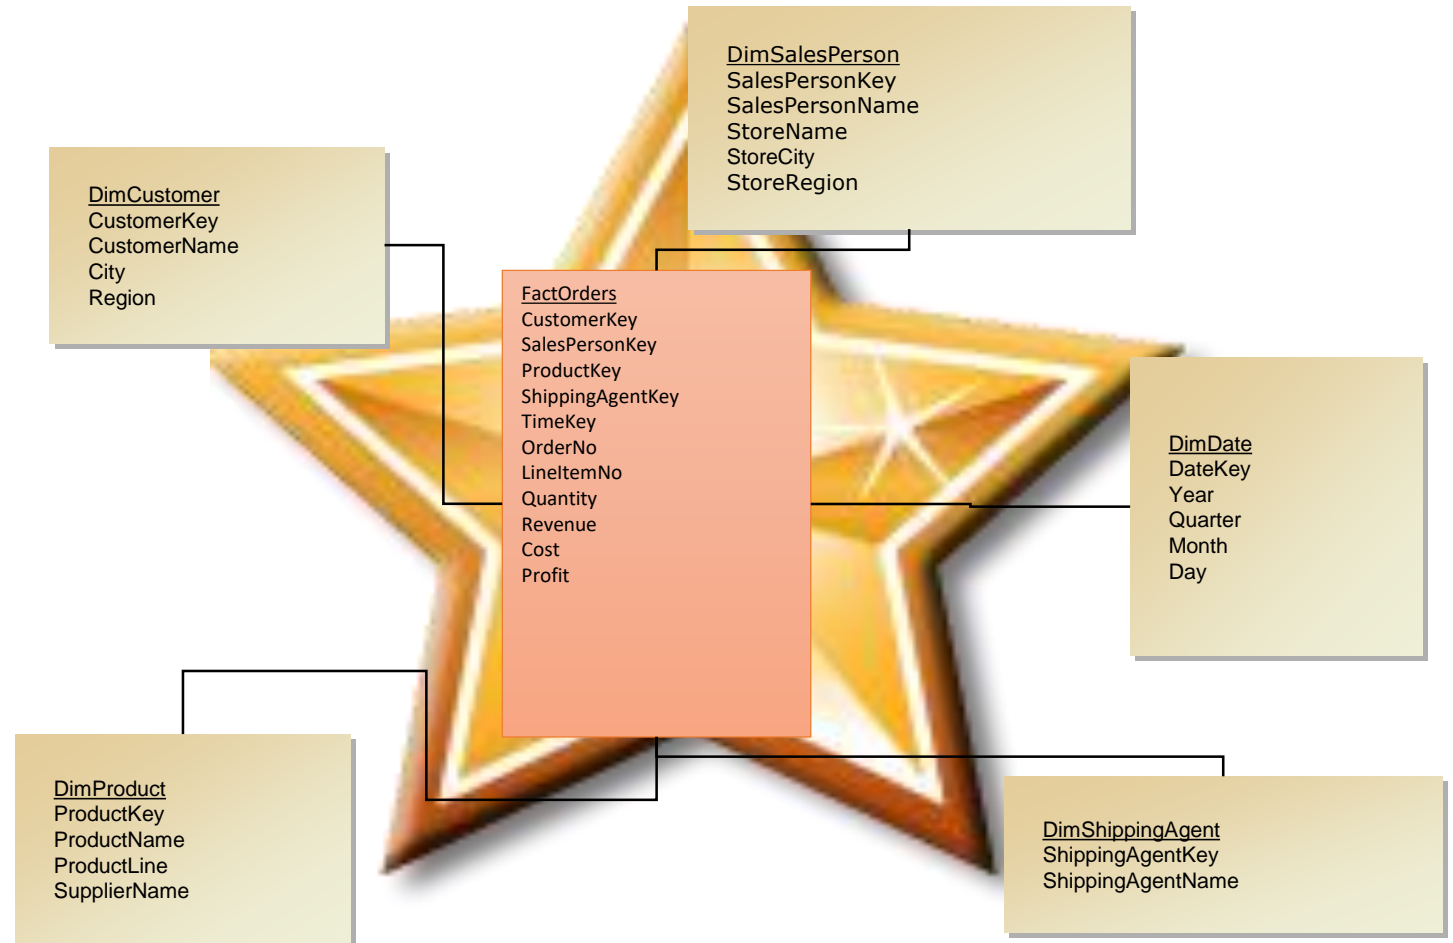 DimSalesPerson
SalesPersonKey
SalesPersonName
StoreName
StoreCity
StoreRegion
DimCustomer
CustomerKey
CustomerName
City
Region
FactOrders
CustomerKey
SalesPersonKey
ProductKey
ShippingAgentKey
TimeKey
OrderNo
LineItemNo
Quantity
Revenue
Cost
Profit
DimDate
DateKey
Year
Quarter
Month
Day
DimProduct
ProductKey
ProductName
ProductLine
SupplierName
DimShippingAgent
ShippingAgentKey
ShippingAgentName